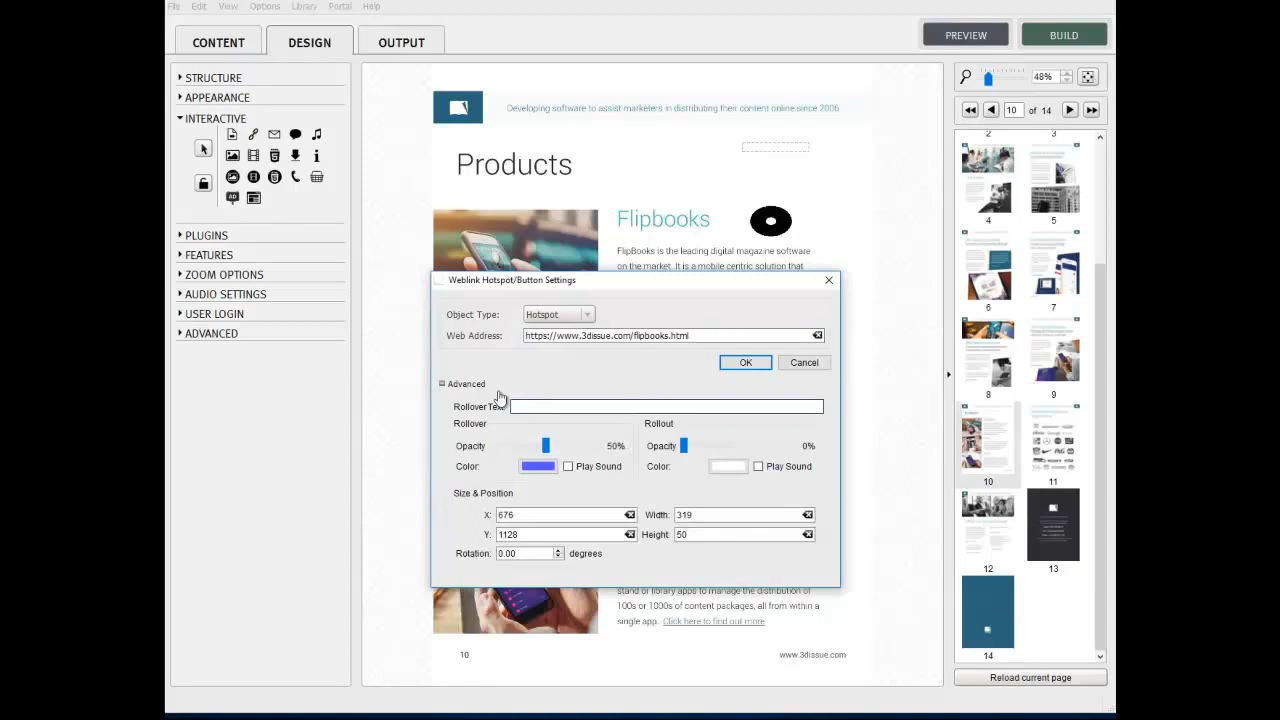 File Edit View Options Library Portal Help
CONTENT DESIGN OUTPUT PREVIEW BUILD
STRUCTURE
APPEARANCE
INTERACTIVE
PLUGINS
FEATURES
ZOOM OPTIONS
AUDIO SETTINGS
USER LOGIN
ADVANCED
Developing software to assist marketers in distributing their content online since 2006
Products
Flipbooks
FlipBooks is the leading digital magazine software
on the market. It is a mobile centric solution that
Weblink Hotspot/Button Settings
Object Type: Hotspot
Web Address: https://www.3dissue.com/flipbooks.html
OK Cancel
Advanced
Rollover Text
Rollover Rollout
Opacity 50% Opacity 0%
Color: Play Sound Color: Play Sound
Size & Position
X: 676 Width: 319
Y: 1128 Height: 50
Rotation: 0.00 degrees
stand or library apps to manage the distribution of
100s or 1000s of content packages, all from within a
single app. Click here to find out more
10 www.3dissue.com
48%
10 of 14
2 3
4 5
6 7
8 9
10 11
12 13
14
Reload current page